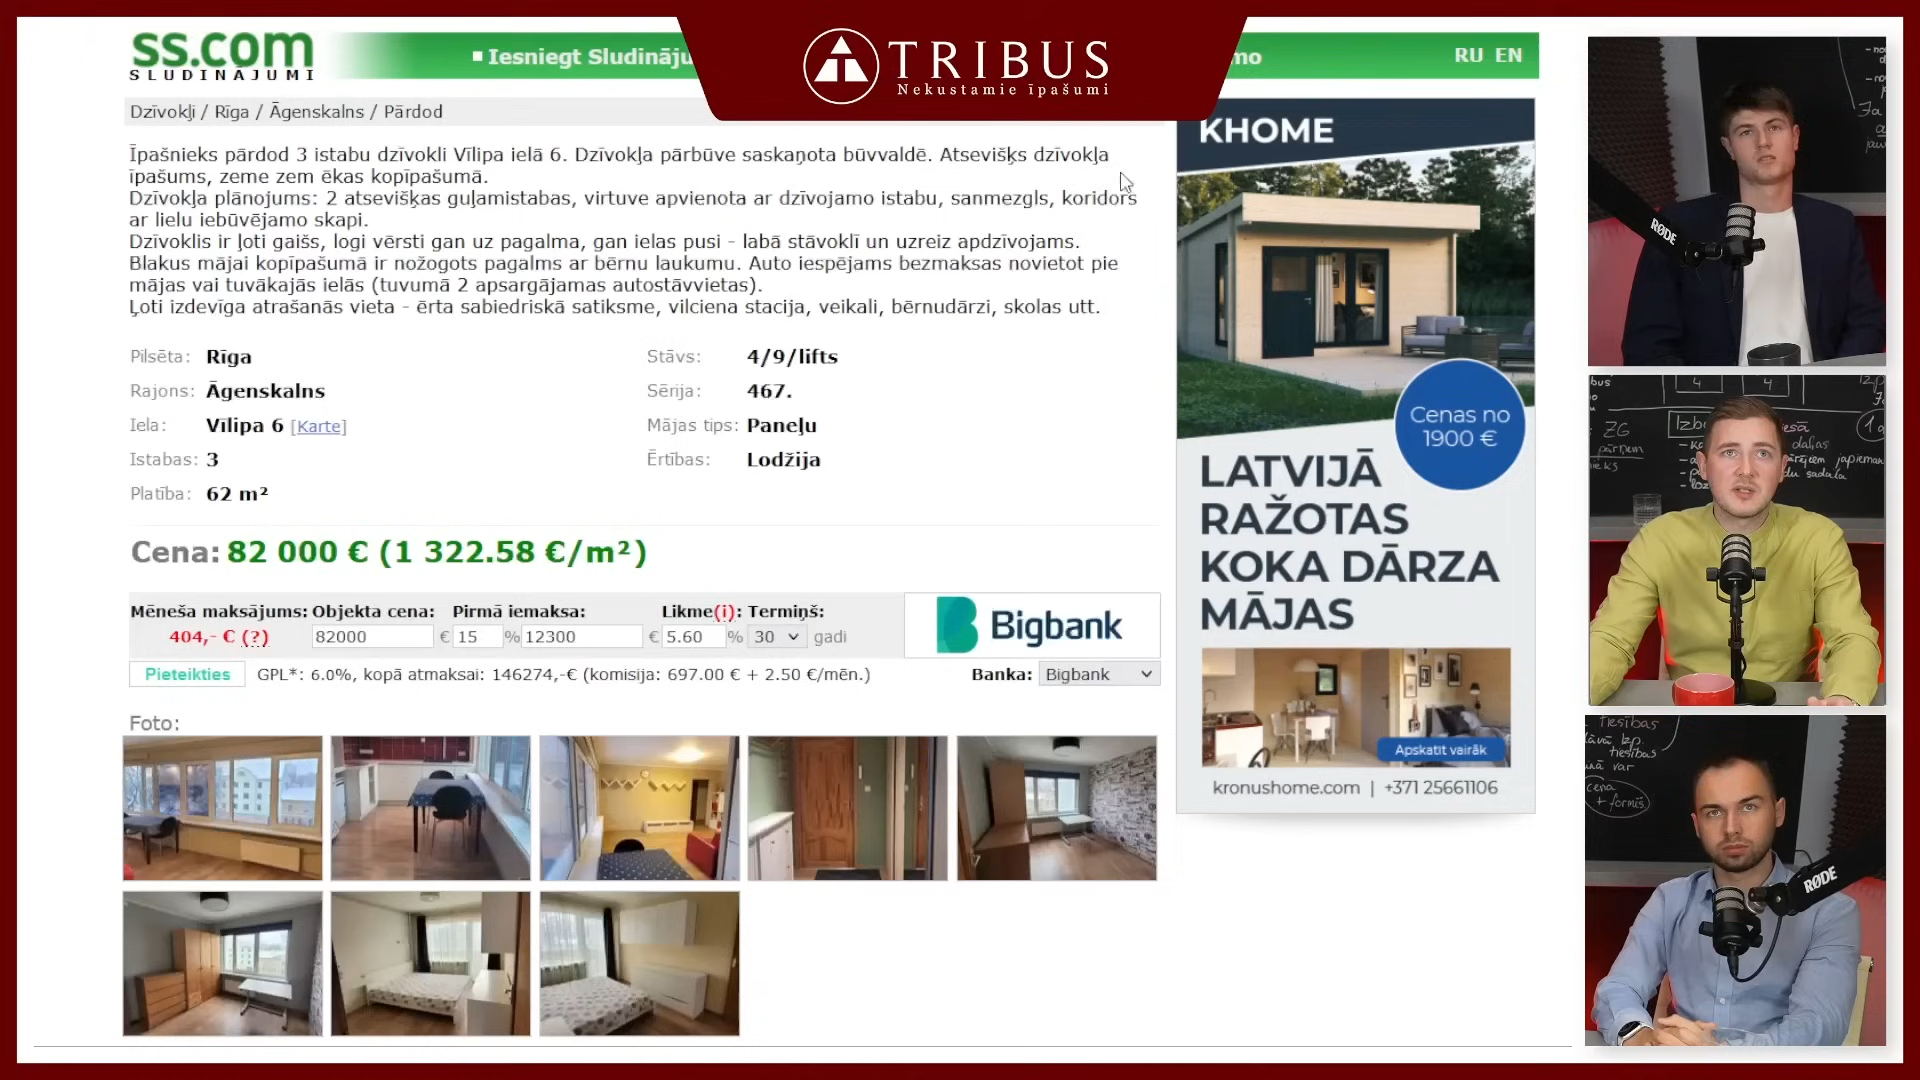 ss.com
SLUDINĀJUMI
Iesniegt Sludināju
TRIBUS
Nekustamie īpašumi
RU EN
Dzīvokļi / Rīga / Āgenskalns / Pārdod
Īpašnieks pārdod 3 istabu dzīvokli Vīlipa ielā 6. Dzīvokļa pārbūve saskaņota būvvaldē. Atsevišķs dzīvokļa
īpašums, zeme zem ēkas kopīpašumā.
Dzīvokļa plānojums: 2 atsevišķas guļamistabas, virtuve apvienota ar dzīvojamo istabu, sanmezgls, koridors
ar lielu iebūvējamo skapi.
Dzīvoklis ir ļoti gaišs, logi vērsti gan uz pagalma, gan ielas pusi - labā stāvoklī un uzreiz apdzīvojams.
Blakus mājai kopīpašumā ir nožogots pagalms ar bērnu laukumu. Auto iespējams bezmaksas novietot pie
mājas vai tuvākajās ielās (tuvumā 2 apsargājamas autostāvvietas).
Ļoti izdevīga atrašanās vieta - ērta sabiedriskā satiksme, vilciena stacija, veikali, bērnudārzi, skolas utt.
Pilsēta: Rīga
Rajons: Āgenskalns
Iela: Vīlipa 6 [Karte]
Istabas: 3
Platība: 62 m²
Stāvs: 4/9/lifts
Sērija: 467.
Mājas tips: Paneļu
Ērtības: Lodžija
Cena: 82 000 € (1 322.58 €/m²)
Mēneša maksājums: Objekta cena: Pirmā iemaksa: Likme(i): Termiņš:
404,- € (?) 82000 € 15 % 12300 € 5.60 % 30 gadi
Bigbank
Pieteikties GPL*: 6.0%, kopā atmaksai: 146274,-€ (komisija: 697.00 € + 2.50 €/mēn.) Banka: Bigbank
Foto:
KHOME
Cenas no
1900 €
LATVIJĀ
RAŽOTAS
KOKA DĀRZA
MĀJAS
Apskatīt vairāk
kronushome.com | +371 25661106
RØDE
4 4
ZG
daļas
RØDE
tiesības
tiesības
cena
+ formīs